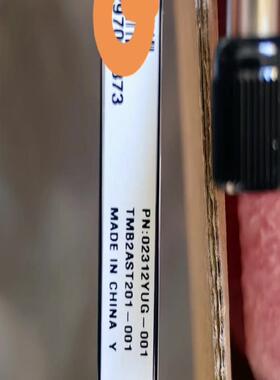 PN:02312YUG-001
TMB2AST201-001
MADE IN CHINA Y